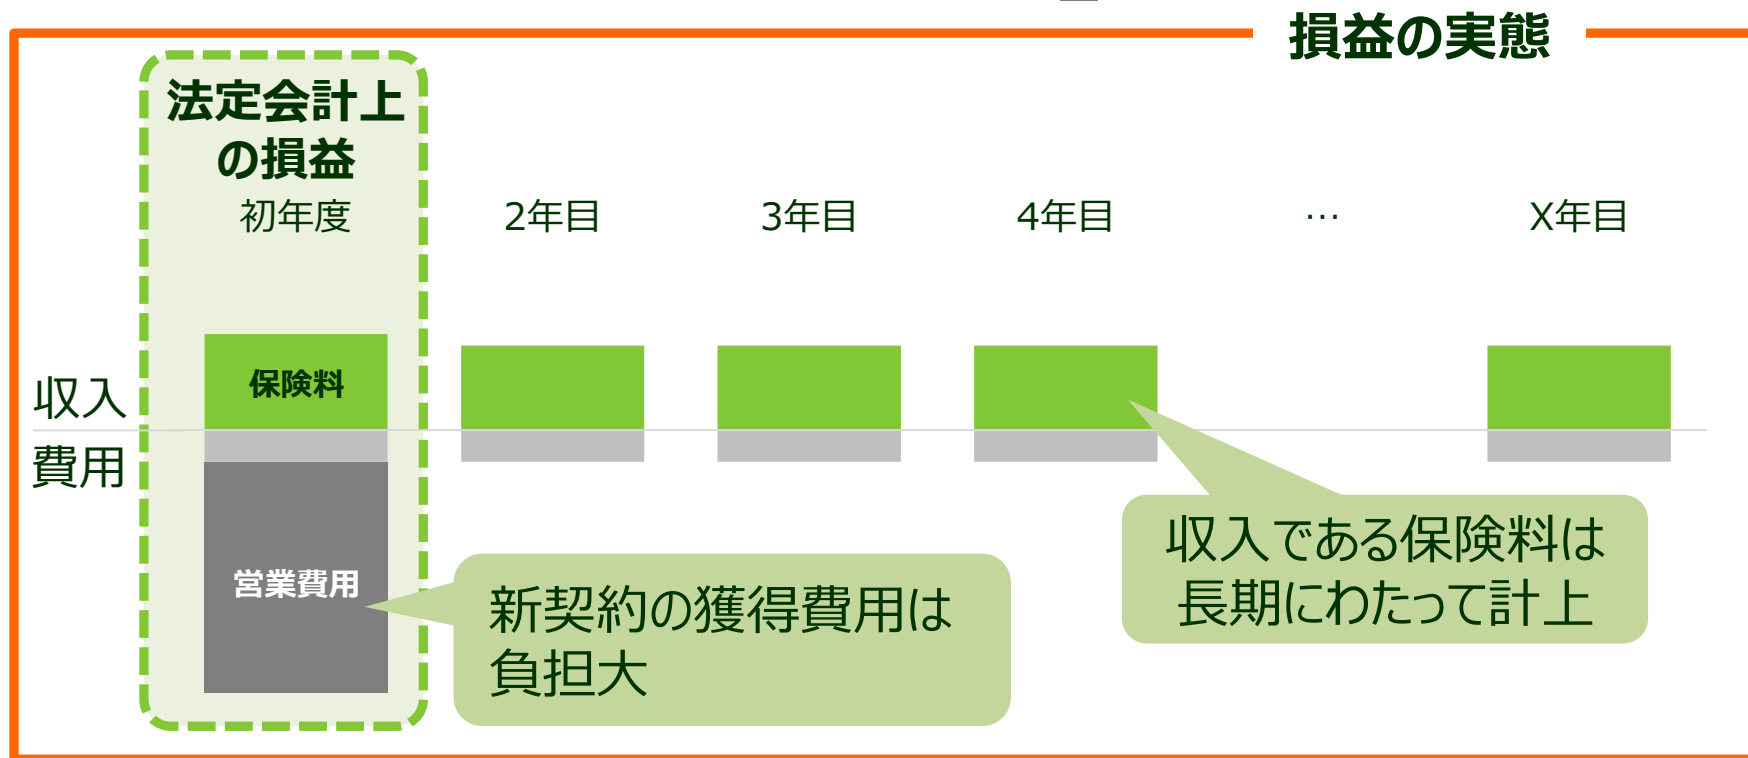 損益の実態
法定会計上
の損益
初年度
2年目
3年目
4年目
…
X年目
収入
費用
保険料
営業費用
新契約の獲得費用は
負担大
収入である保険料は
長期にわたって計上